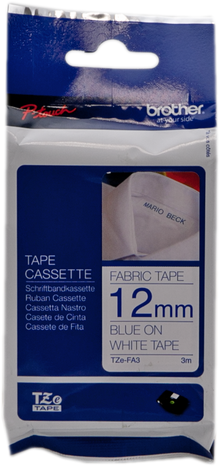 P-touch
brother
at your side
MARIO BECK
TAPE
CASSETTE
Schriftbandkassette
Ruban Cassette
Cassetta Nastro
Casete de Cinta
Cassete de Fita
FABRIC TAPE
12mm
BLUE ON
WHITE TAPE
TZe-FA3 3m
TZe
TAPE